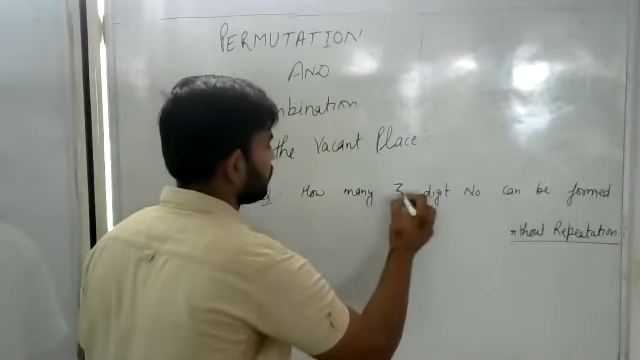 PERMUTATION
AND
mbination
the Vacant Place
How many 3 digit No can be formed
thout Repeatation